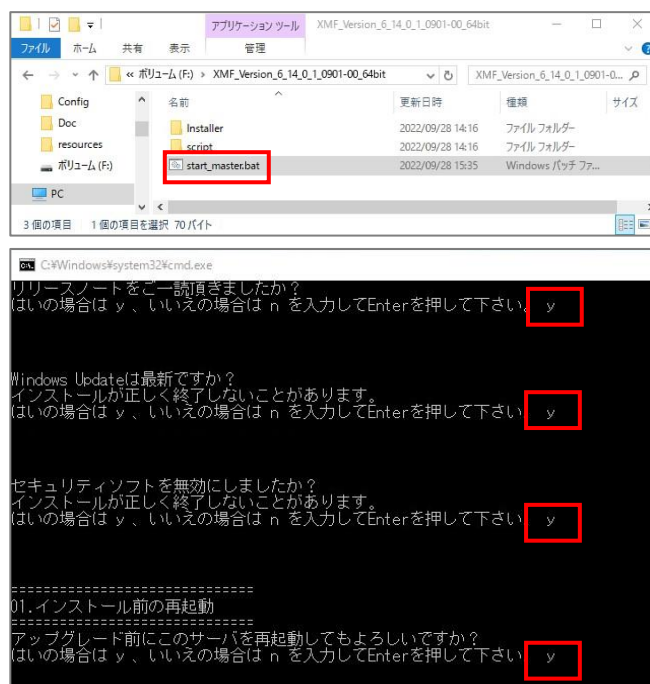 アプリケーション ツール
XMF_Version_6_14_0_1_0901-00_64bit
ファイル
ホーム
共有
表示
管理
« ボリューム (F:) › XMF_Version_6_14_0_1_0901-00_64bit
XMF_Version_6_14_0_1_0901-0...
Config
Doc
resources
ボリューム (F:)
PC
名前
更新日時
種類
サイズ
Installer
2022/09/28 14:16
ファイル フォルダー
script
2022/09/28 14:16
ファイル フォルダー
start_master.bat
2022/09/28 15:35
Windows バッチ ファ...
3 個の項目
1 個の項目を選択 70 バイト
C:¥Windows¥system32¥cmd.exe
リリースノートをご一読頂きましたか？
はいの場合は y 、いいえの場合は n を入力してEnterを押して下さい。 y
Windows Updateは最新ですか？
インストールが正しく終了しないことがあります。
はいの場合は y 、いいえの場合は n を入力してEnterを押して下さい y
セキュリティソフトを無効にしましたか？
インストールが正しく終了しないことがあります。
はいの場合は y 、いいえの場合は n を入力してEnterを押して下さい y
==============================
01.インストール前の再起動
==============================
アップグレード前にこのサーバを再起動してもよろしいですか？
はいの場合は y 、いいえの場合は n を入力してEnterを押して下さい y